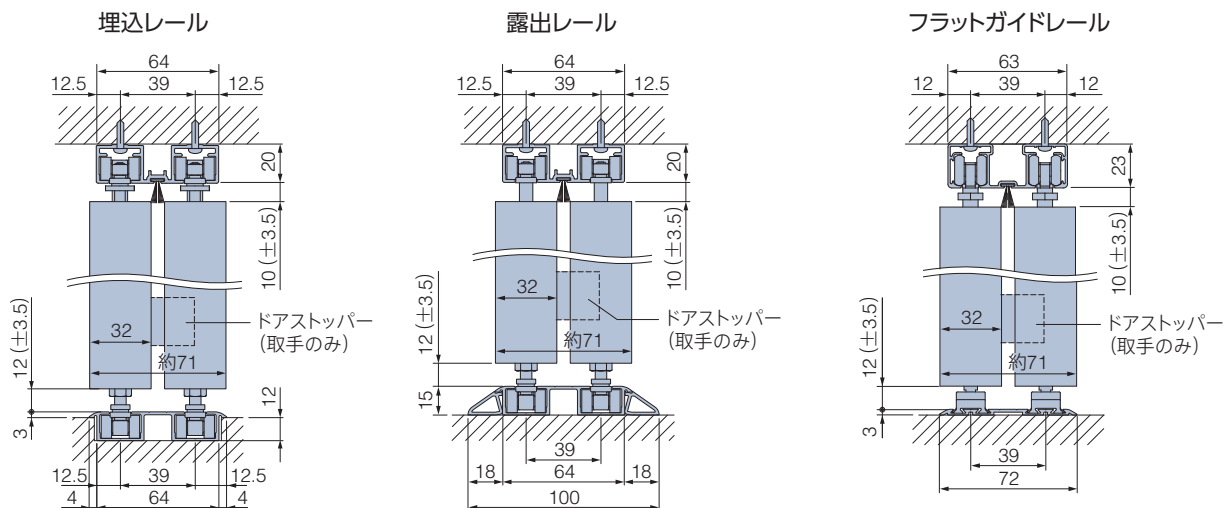 埋込レール
64
12.5 39 12.5
20
10 (±3.5)
32
ドアストッパー
(取手のみ)
約71
12 (±3.5)
12
3
12.5 39 12.5
4 64 4
露出レール
64
12.5 39 12.5
20
10 (±3.5)
32
ドアストッパー
(取手のみ)
約71
12 (±3.5)
15
39
18 64 18
100
フラットガイドレール
63
12 39 12
23
10 (±3.5)
32
ドアストッパー
(取手のみ)
約71
12 (±3.5)
3
39
72